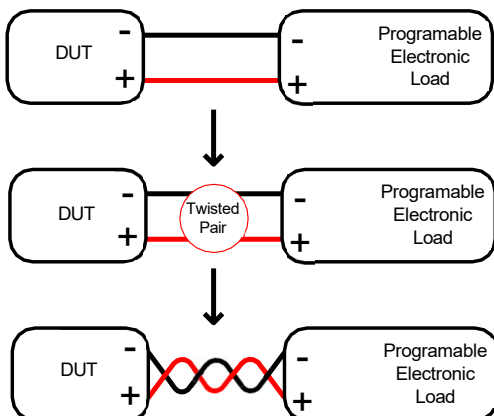 DUT
-
+
-
+
Programable
Electronic
Load
DUT
-
+
Twisted
Pair
-
+
Programable
Electronic
Load
DUT
-
+
-
+
Programable
Electronic
Load